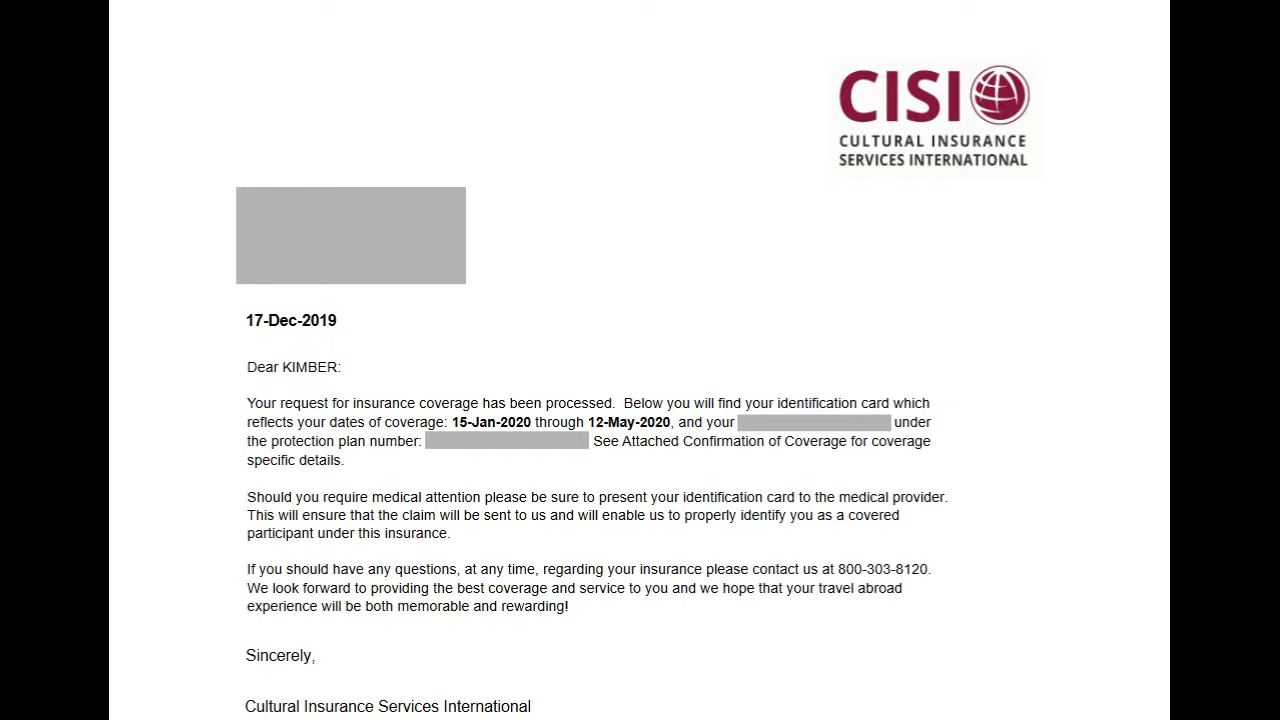 CISI
CULTURAL INSURANCE
SERVICES INTERNATIONAL
17-Dec-2019
Dear KIMBER:
Your request for insurance coverage has been processed.  Below you will find your identification card which
reflects your dates of coverage: 15-Jan-2020 through 12-May-2020, and your under
the protection plan number: See Attached Confirmation of Coverage for coverage
specific details.
Should you require medical attention please be sure to present your identification card to the medical provider.
This will ensure that the claim will be sent to us and will enable us to properly identify you as a covered
participant under this insurance.
If you should have any questions, at any time, regarding your insurance please contact us at 800-303-8120.
We look forward to providing the best coverage and service to you and we hope that your travel abroad
experience will be both memorable and rewarding!
Sincerely,
Cultural Insurance Services International